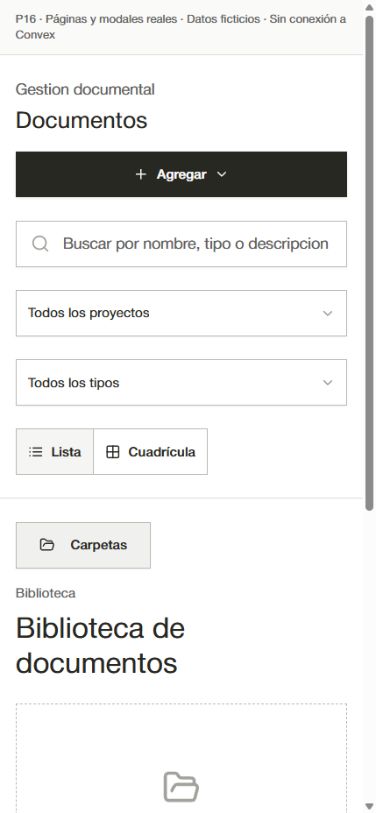 P16 · Páginas y modales reales · Datos ficticios · Sin conexión a
Convex
Gestion documental
Documentos
Agregar
Buscar por nombre, tipo o descripcion
Todos los proyectos
Todos los tipos
Lista
Cuadrícula
Carpetas
Biblioteca
Biblioteca de
documentos